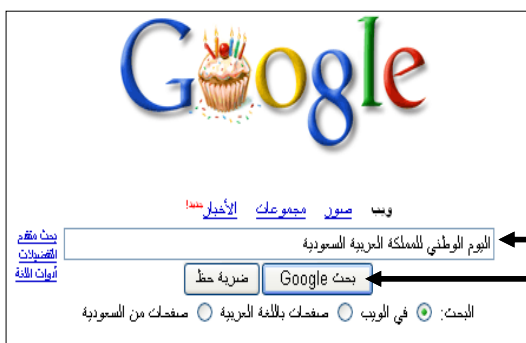 Google
ويب صور مجموعات الأخبار جديد!
اليوم الوطني للمملكة العربية السعودية
بحث متقدم
التفضيلات
أدوات اللغة
بحث Google ضربة حظ
البحث: في الويب صفحات باللغة العربية صفحات من السعودية